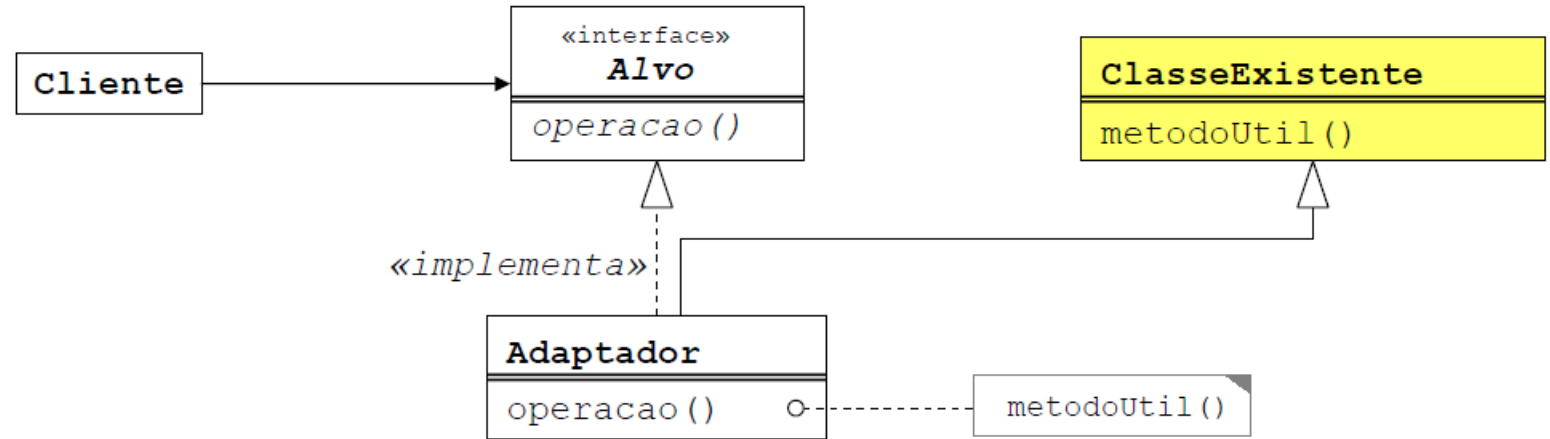 «interface»
Alvo
Cliente
operacao()
ClasseExistente
metodoUtil()
«implementa»
Adaptador
operacao()
metodoUtil()